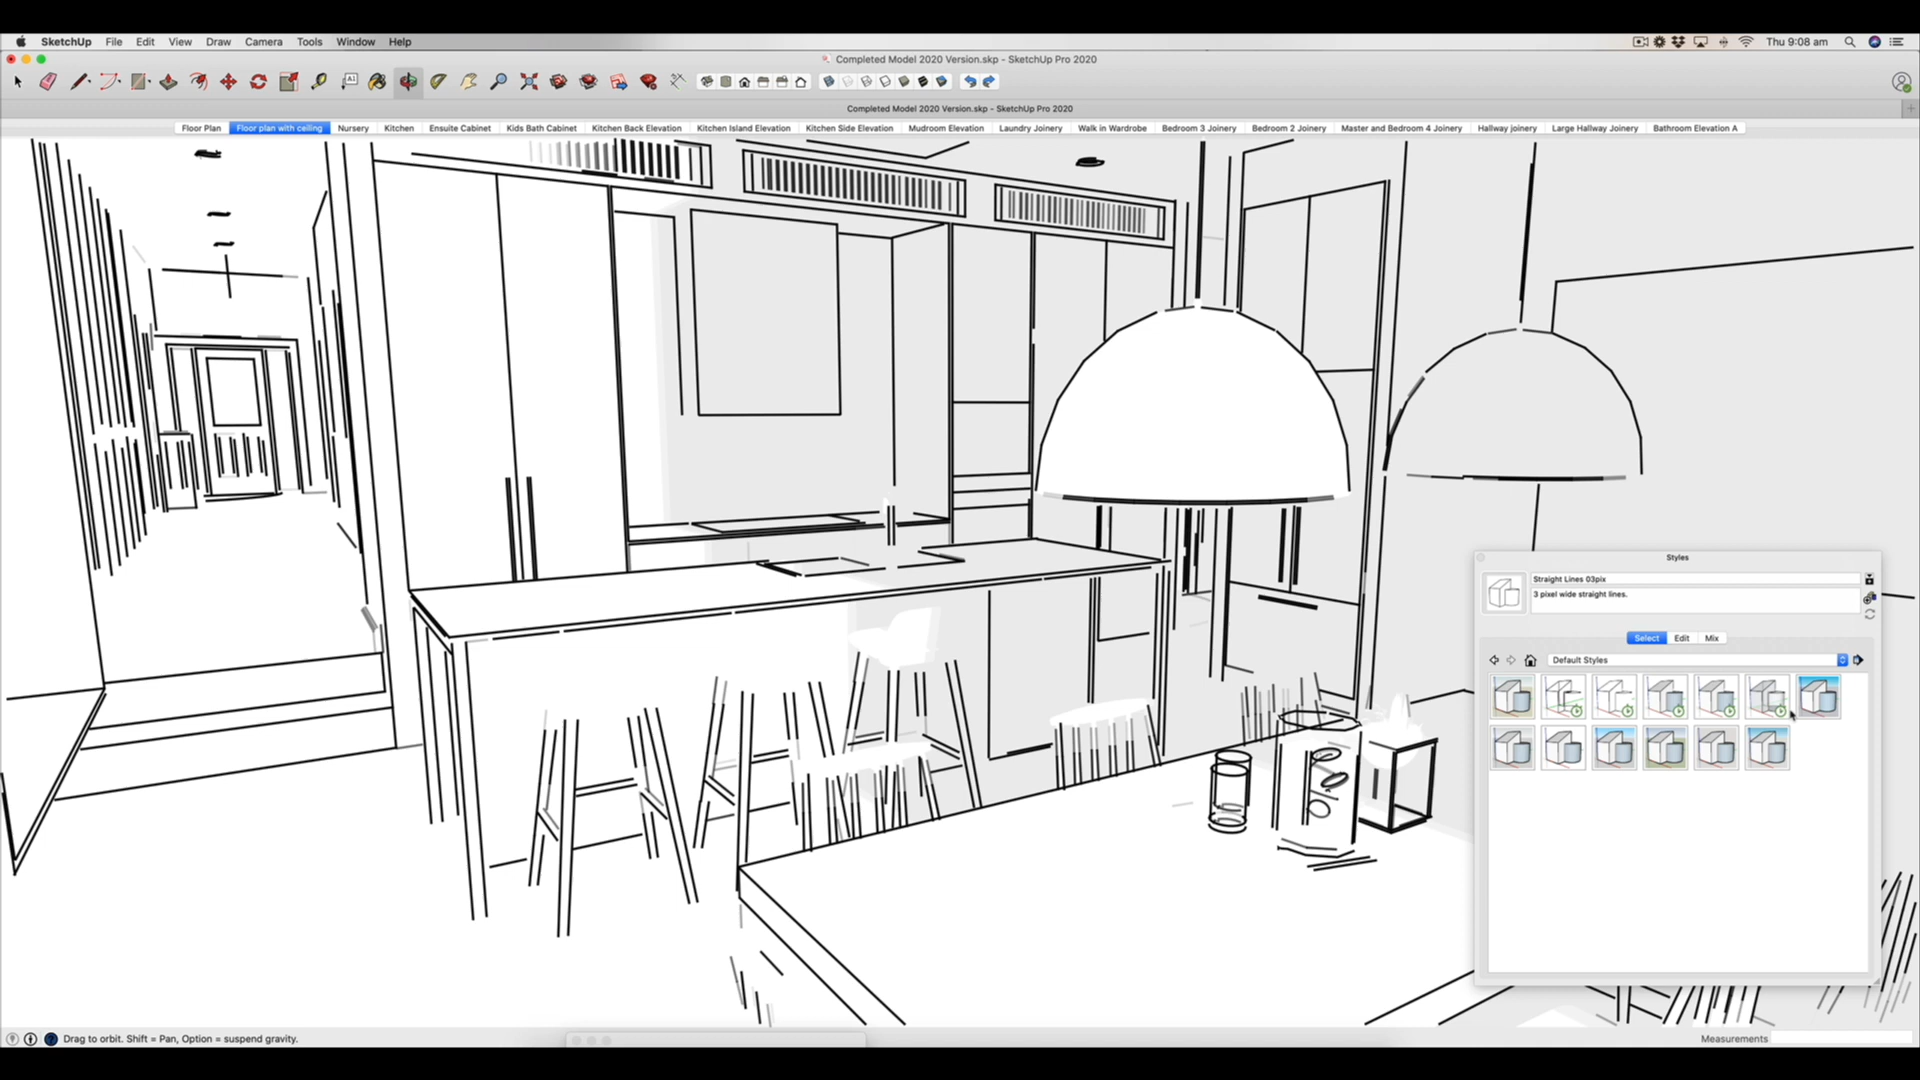 SketchUp File Edit View Draw Camera Tools Window Help
Thu 9:08 am
Completed Model 2020 Version.skp - SketchUp Pro 2020
A1
Completed Model 2020 Version.skp - SketchUp Pro 2020
Floor Plan Floor plan with ceiling Nursery Kitchen Ensuite Cabinet Kids Bath Cabinet Kitchen Back Elevation Kitchen Island Elevation Kitchen Side Elevation Mudroom Elevation Laundry Joinery Walk in Wardrobe Bedroom 3 Joinery Bedroom 2 Joinery Master and Bedroom 4 Joinery Hallway joinery Large Hallway Joinery Bathroom Elevation A
Styles
Straight Lines 03pix
3 pixel wide straight lines.
Select Edit Mix
Default Styles
Drag to orbit. Shift = Pan, Option = suspend gravity.
Measurements